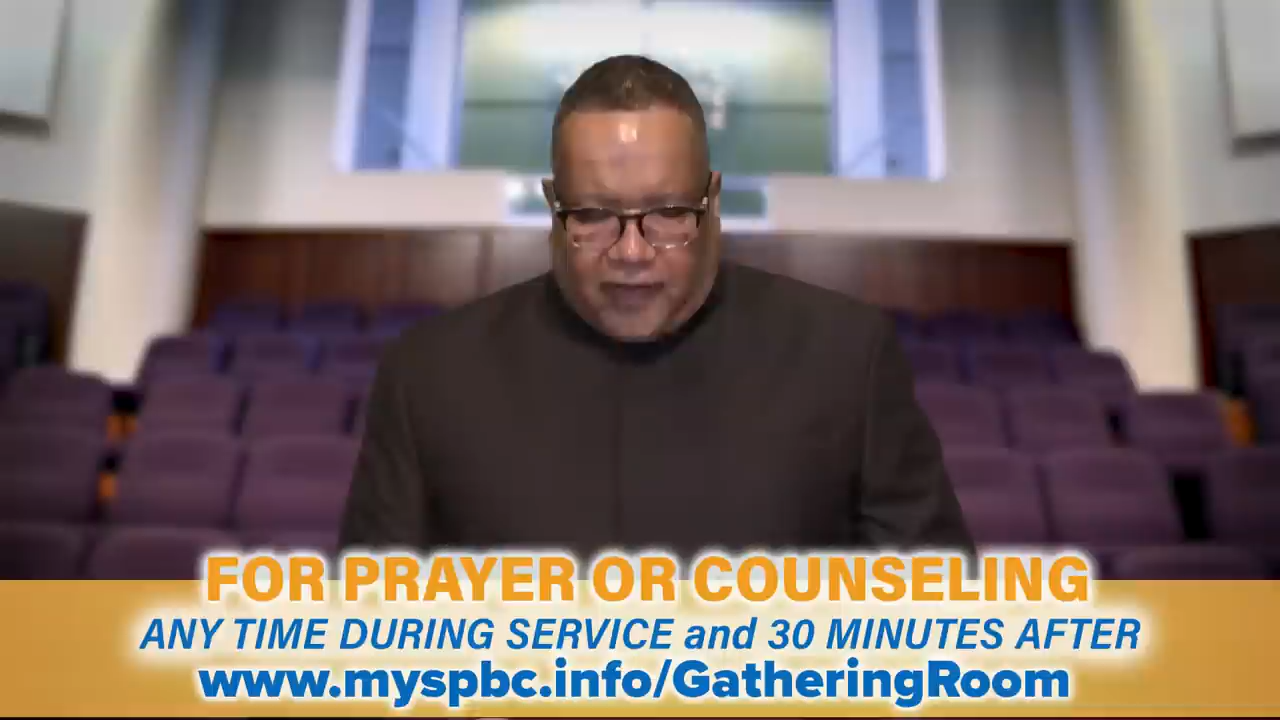 FOR PRAYER OR COUNSELING
ANY TIME DURING SERVICE and 30 MINUTES AFTER
www.myspbc.info/GatheringRoom